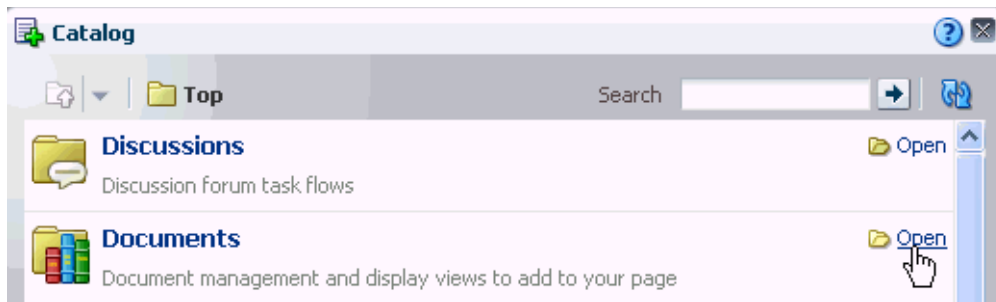 Catalog
Top Search
Discussions Open
Discussion forum task flows
Documents Open
Document management and display views to add to your page